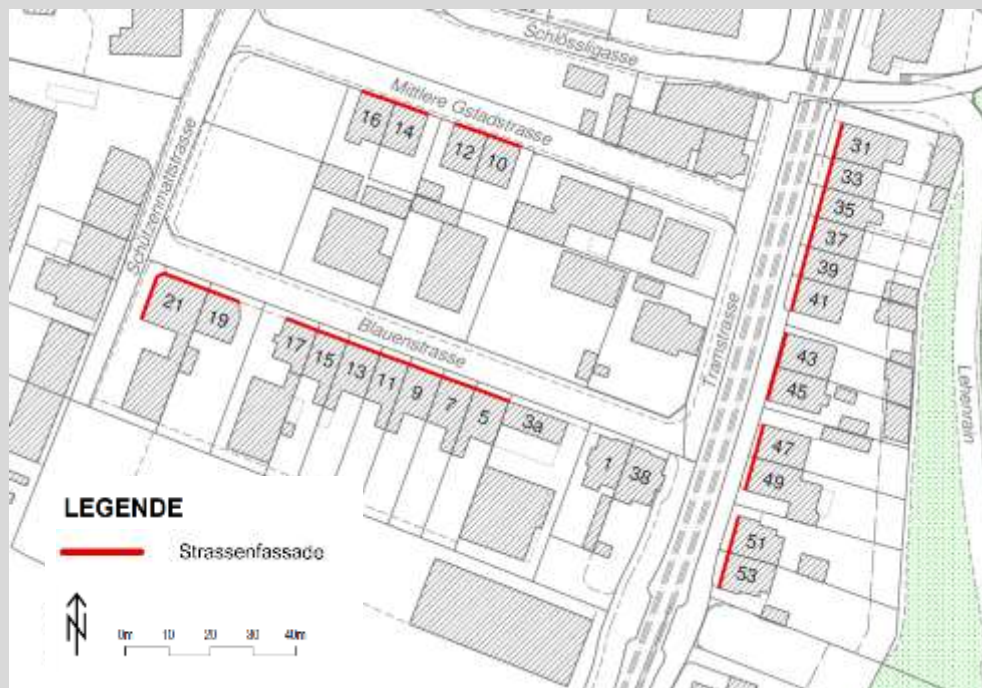 Schlössligasse
Mittlere Gstadstrasse
Schützenmattstrasse
16
14
12
10
31
33
35
37
39
41
21
19
Blauenstrasse
17
15
13
11
9
7
5
3a
1
38
Tramstrasse
43
45
47
49
51
53
Lehenrain
LEGENDE
Strassenfassade
N
0m 10 20 30 40m